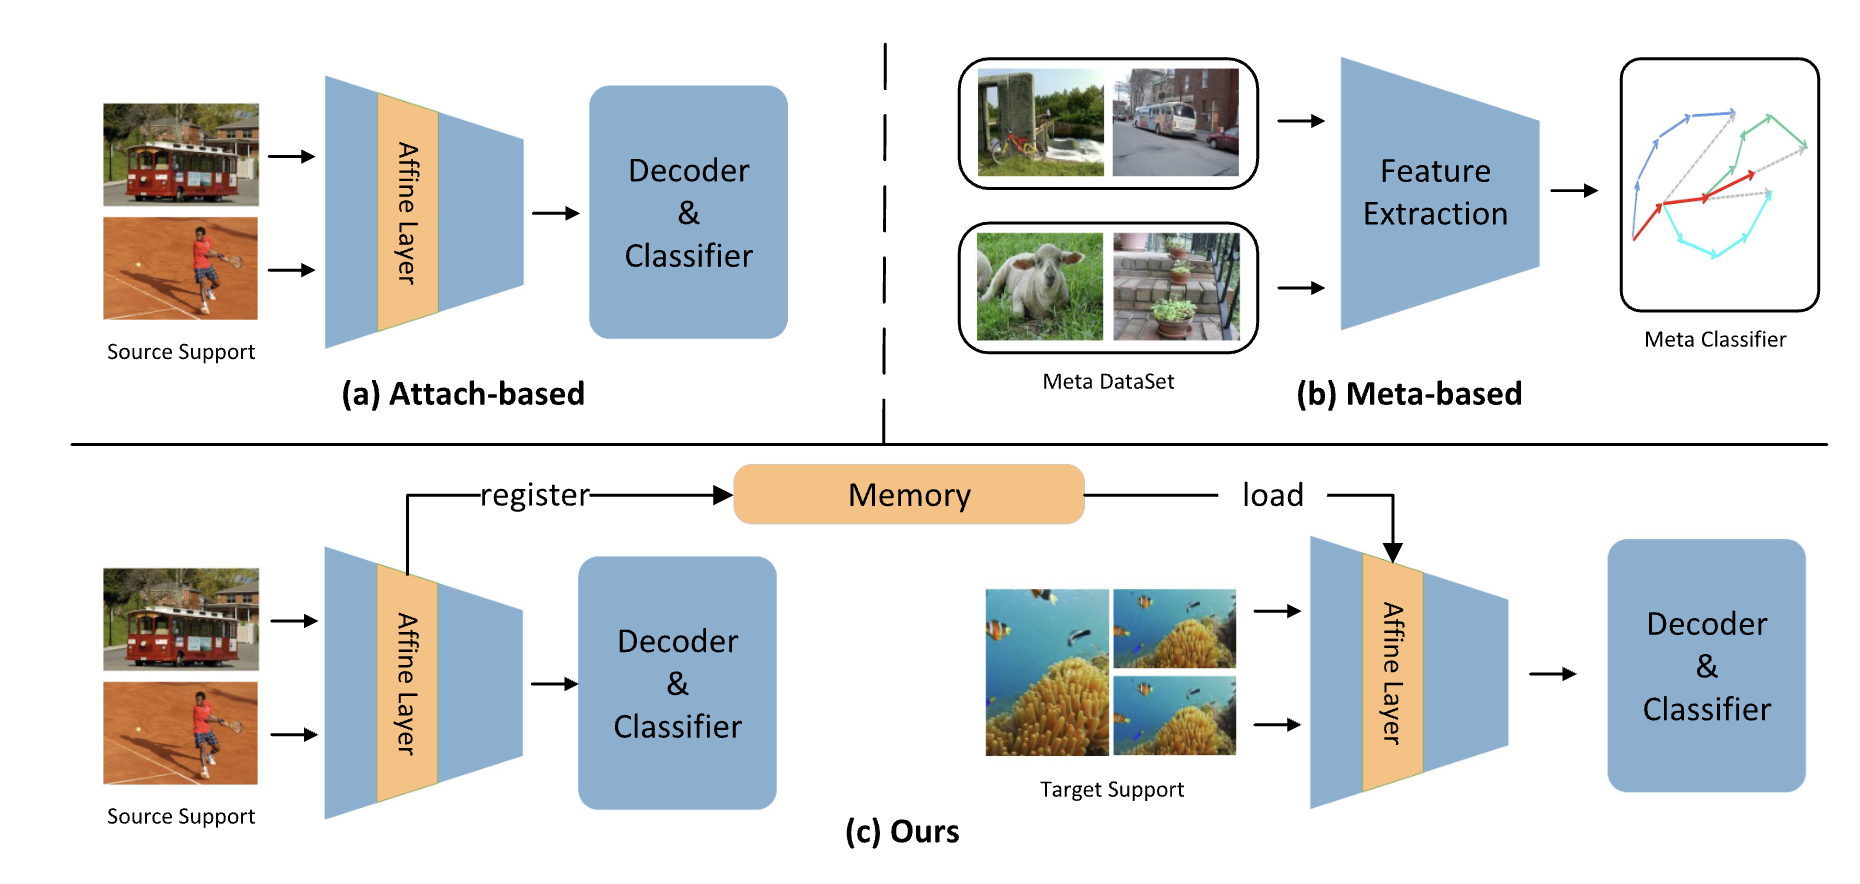 Affine Layer
Decoder
&
Classifier
Source Support
(a) Attach-based
Feature
Extraction
Meta DataSet
Meta Classifier
(b) Meta-based
register
Memory
load
Affine Layer
Decoder
&
Classifier
Source Support
Affine Layer
Decoder
&
Classifier
Target Support
(c) Ours